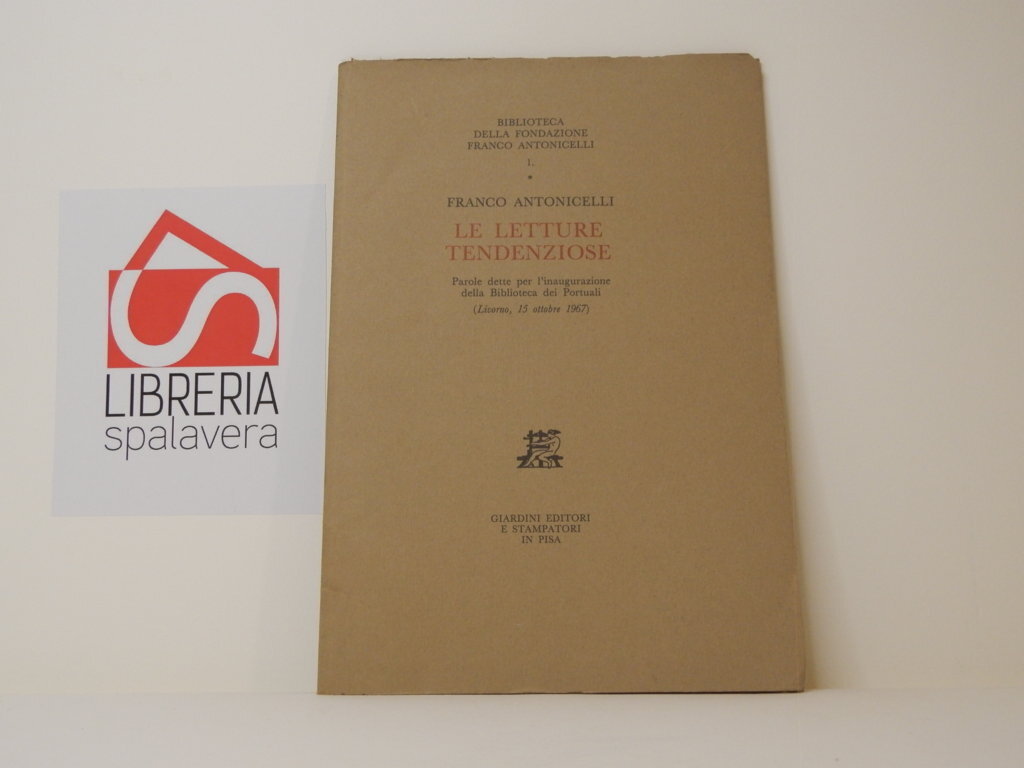 BIBLIOTECA
DELLA FONDAZIONE
FRANCO ANTONICELLI
1.
*
FRANCO ANTONICELLI
LE LETTURE
TENDENZIOSE
Parole dette per l'inaugurazione
della Biblioteca dei Portuali
(Livorno, 15 ottobre 1967)
GIARDINI EDITORI
E STAMPATORI
IN PISA
LIBRERIA
spalavera